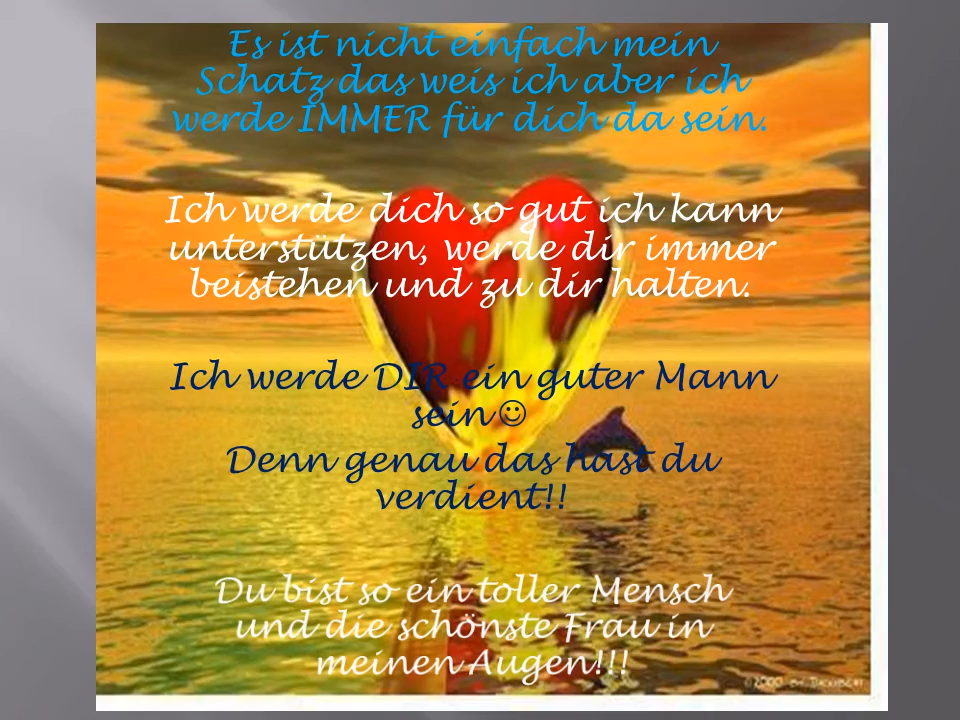 Es ist nicht einfach mein
Schatz das weis ich aber ich
werde IMMER für dich da sein.
Ich werde dich so gut ich kann
unterstützen, werde dir immer
beistehen und zu dir halten.
Ich werde DIR ein guter Mann
sein☺
Denn genau das hast du
verdient!!
Du bist so ein toller Mensch
und die schönste Frau in
meinen Augen!!!
©2000